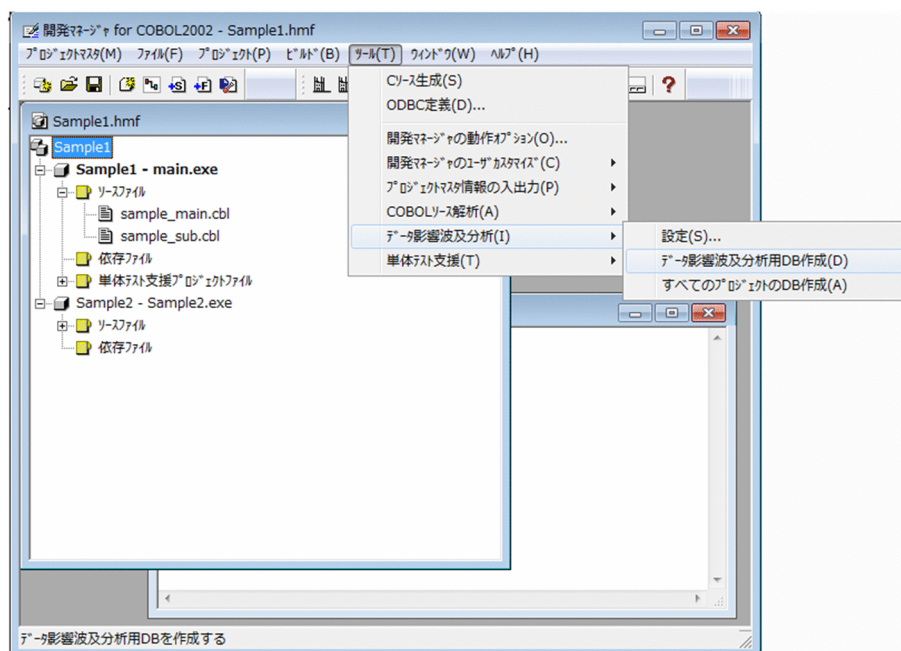 開発ﾏﾈｰｼﾞｬ for COBOL2002 - Sample1.hmf
ﾌﾟﾛｼﾞｪｸﾄﾏｽﾀ(M) ﾌｧｲﾙ(F) ﾌﾟﾛｼﾞｪｸﾄ(P) ﾋﾞﾙﾄﾞ(B) ﾂｰﾙ(T) ｳｨﾝﾄﾞｳ(W) ﾍﾙﾌﾟ(H)
Cｿｰｽ生成(S)
ODBC定義(D)...
開発ﾏﾈｰｼﾞｬの動作ｵﾌﾟｼｮﾝ(O)...
開発ﾏﾈｰｼﾞｬのﾕｰｻﾞｶｽﾀﾏｲｽﾞ(C)
ﾌﾟﾛｼﾞｪｸﾄﾏｽﾀ情報の入出力(P)
COBOLｿｰｽ解析(A)
ﾃﾞｰﾀ影響波及分析(I)
単体ﾃｽﾄ支援(T)
設定(S)...
ﾃﾞｰﾀ影響波及分析用DB作成(D)
すべてのﾌﾟﾛｼﾞｪｸﾄのDB作成(A)
Sample1.hmf
Sample1
Sample1 - main.exe
ｿｰｽﾌｧｲﾙ
sample_main.cbl
sample_sub.cbl
依存ﾌｧｲﾙ
単体ﾃｽﾄ支援ﾌﾟﾛｼﾞｪｸﾄﾌｧｲﾙ
Sample2 - Sample2.exe
ｿｰｽﾌｧｲﾙ
依存ﾌｧｲﾙ
ﾃﾞｰﾀ影響波及分析用DBを作成する